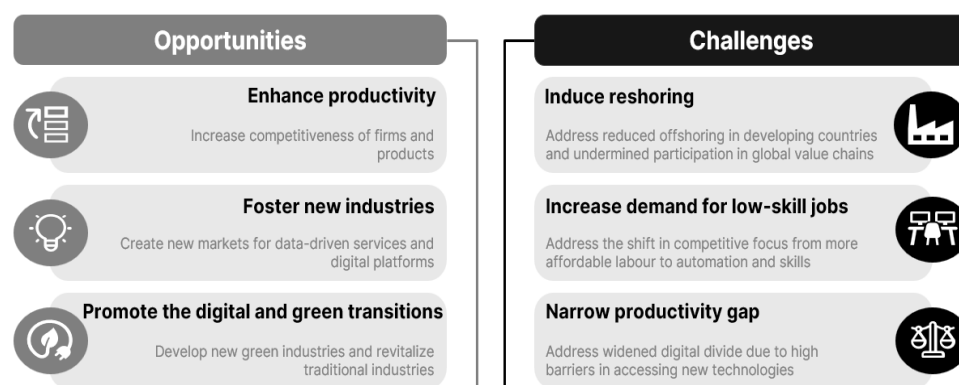 Opportunities
Enhance productivity
Increase competitiveness of firms and
products
Foster new industries
Create new markets for data-driven services and
digital platforms
Promote the digital and green transitions
Develop new green industries and revitalize
traditional industries
Challenges
Induce reshoring
Address reduced offshoring in developing countries
and undermined participation in global value chains
Increase demand for low-skill jobs
Address the shift in competitive focus from more
affordable labour to automation and skills
Narrow productivity gap
Address widened digital divide due to high
barriers in accessing new technologies